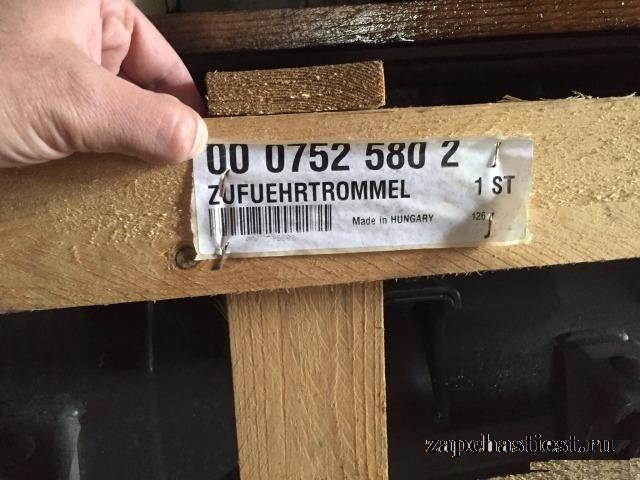 00 0752 580 2
ZUFUEHRTROMMEL 1 ST
Made in HUNGARY 126
zapchastiest.ru